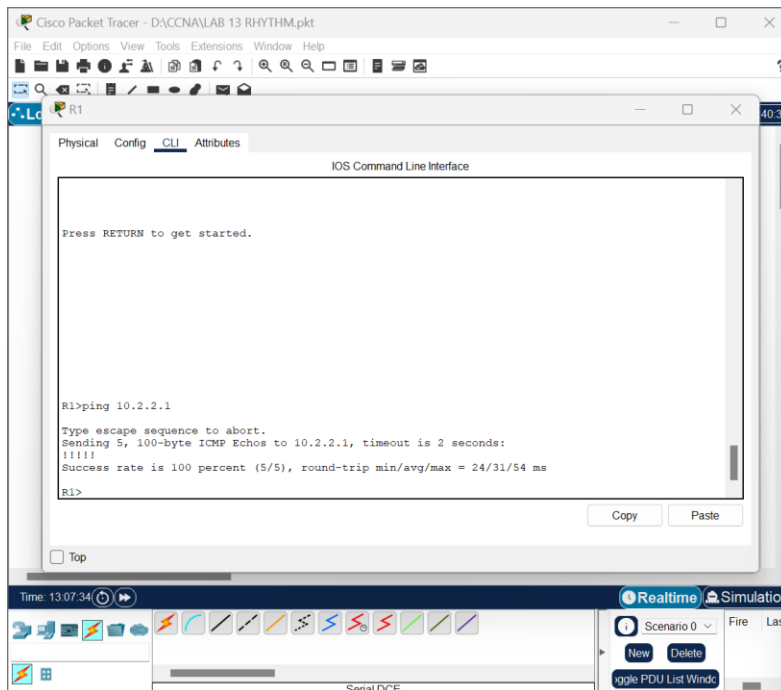 Cisco Packet Tracer - D:\CCNA\LAB 13 RHYTHM.pkt
File Edit Options View Tools Extensions Window Help
R1
Physical Config CLI Attributes
IOS Command Line Interface
Press RETURN to get started.
R1>ping 10.2.2.1
Type escape sequence to abort.
Sending 5, 100-byte ICMP Echos to 10.2.2.1, timeout is 2 seconds:
!!!!!
Success rate is 100 percent (5/5), round-trip min/avg/max = 24/31/54 ms
R1>
Copy Paste
Top
Time: 13:07:34
Realtime Simulatio
Scenario 0
Fire Las
New Delete
oggle PDU List Windo
Serial DCE